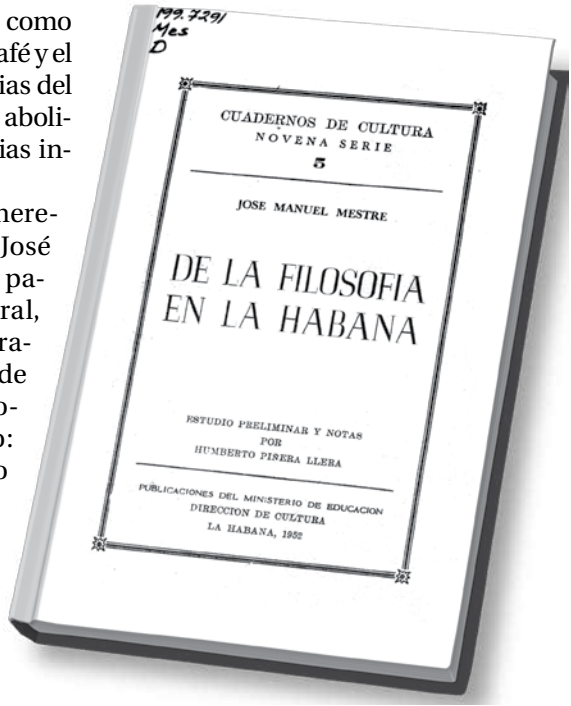 como
afé y el
ias del
aboli-
ias in-
here-
José
pa-
ral,
ra-
de
o-
o:
o
199.7291
Mes
D
CUADERNOS DE CULTURA
NOVENA SERIE
5
JOSE MANUEL MESTRE
DE LA FILOSOFIA
EN LA HABANA
ESTUDIO PRELIMINAR Y NOTAS
POR
HUMBERTO PIÑERA LLERA
PUBLICACIONES DEL MINISTERIO DE EDUCACION
DIRECCION DE CULTURA
LA HABANA, 1952